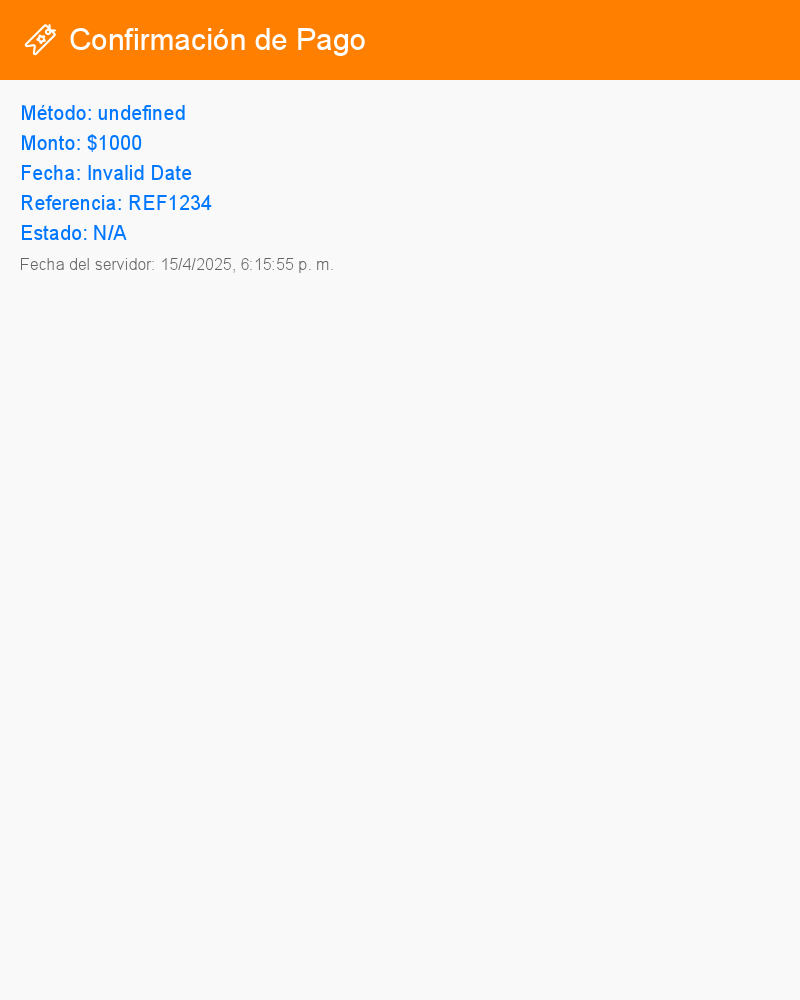 Confirmación de Pago
Método: undefined
Monto: $1000
Fecha: Invalid Date
Referencia: REF1234
Estado: N/A
Fecha del servidor: 15/4/2025, 6:15:55 p. m.